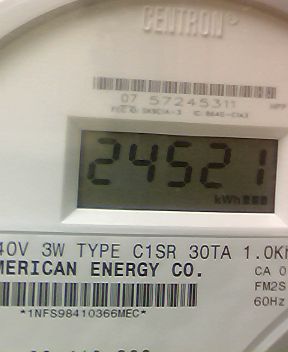 CENTRON
07 57245311
24521
kWh
40V 3W TYPE C1SR 30TA 1.0K
MERICAN ENERGY CO.
CA 0
FM2S
60Hz
*1NFS98410366MEC*